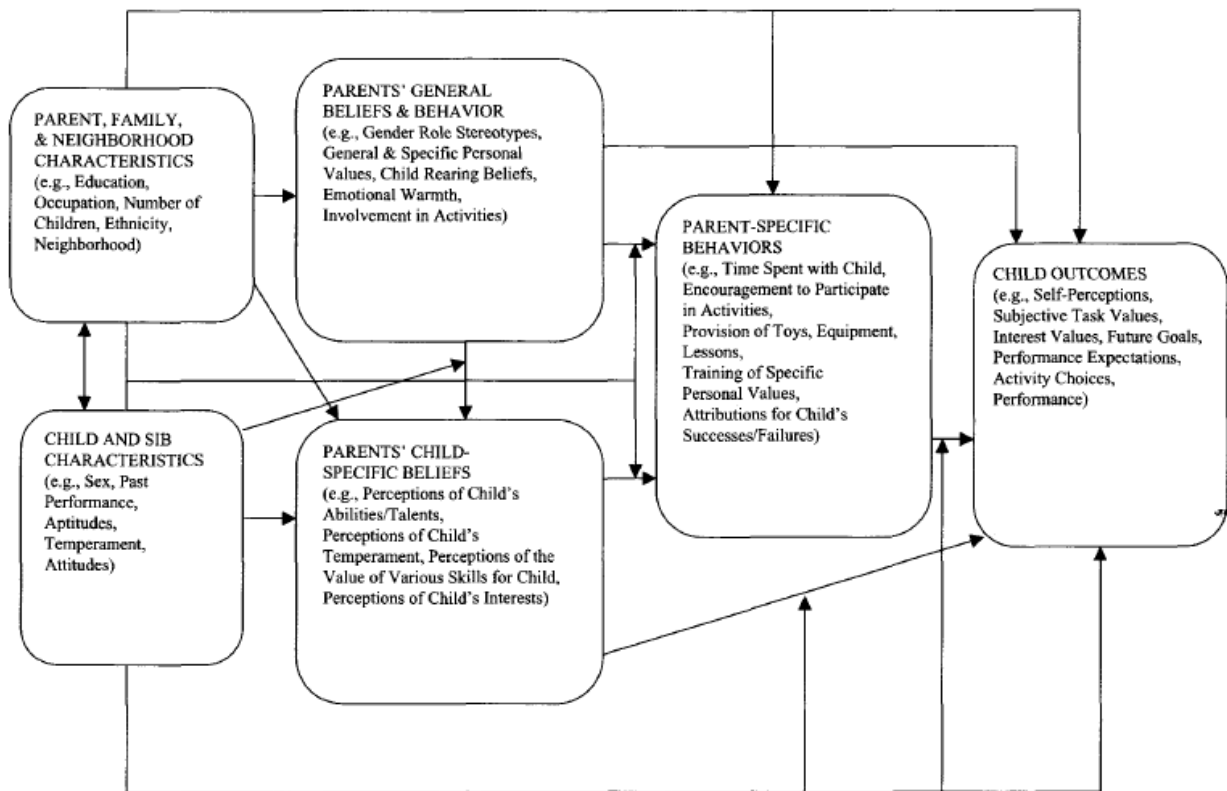 PARENT, FAMILY,
& NEIGHBORHOOD
CHARACTERISTICS
(e.g., Education,
Occupation, Number of
Children, Ethnicity,
Neighborhood)
PARENTS' GENERAL
BELIEFS & BEHAVIOR
(e.g., Gender Role Stereotypes,
General & Specific Personal
Values, Child Rearing Beliefs,
Emotional Warmth,
Involvement in Activities)
PARENT-SPECIFIC
BEHAVIORS
(e.g., Time Spent with Child,
Encouragement to Participate
in Activities,
Provision of Toys, Equipment,
Lessons,
Training of Specific
Personal Values,
Attributions for Child's
Successes/Failures)
CHILD OUTCOMES
(e.g., Self-Perceptions,
Subjective Task Values,
Interest Values, Future Goals,
Performance Expectations,
Activity Choices,
Performance)
CHILD AND SIB
CHARACTERISTICS
(e.g., Sex, Past
Performance,
Aptitudes,
Temperament,
Attitudes)
PARENTS' CHILD-
SPECIFIC BELIEFS
(e.g., Perceptions of Child's
Abilities/Talents,
Perceptions of Child's
Temperament, Perceptions of the
Value of Various Skills for Child,
Perceptions of Child's Interests)